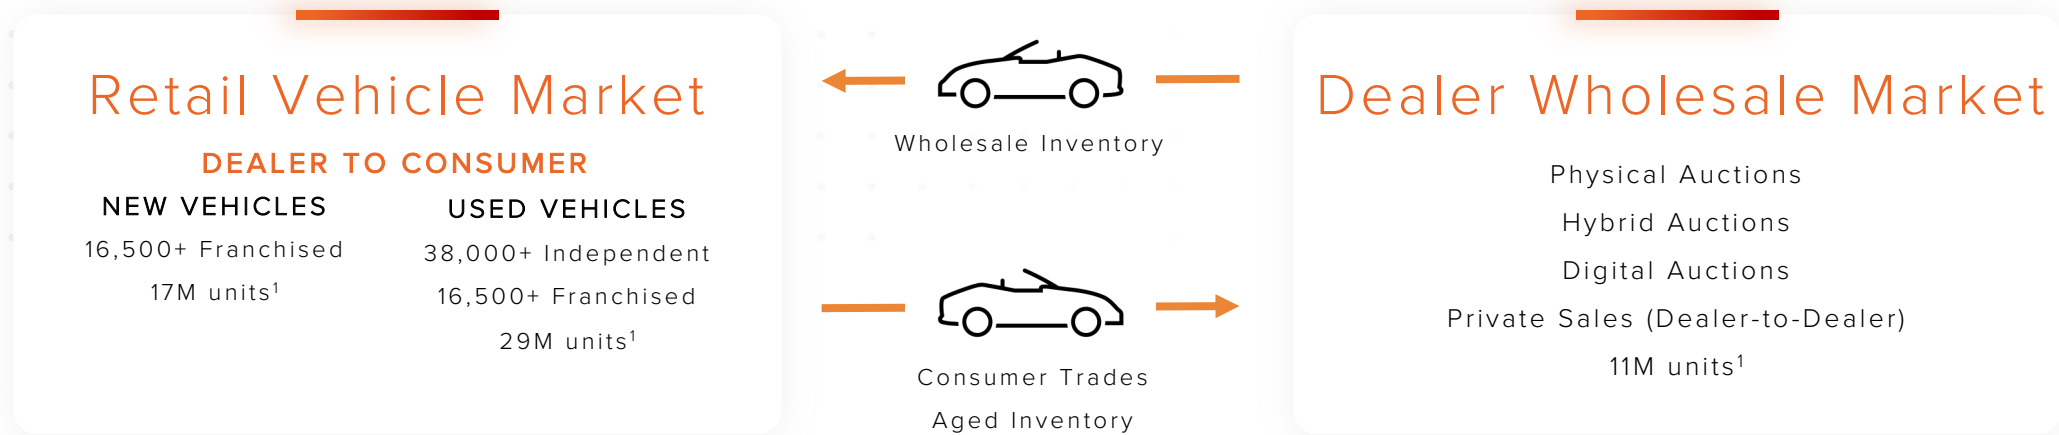 Retail Vehicle Market
DEALER TO CONSUMER
NEW VEHICLES
16,500+ Franchised
17M units¹
USED VEHICLES
38,000+ Independent
16,500+ Franchised
29M units¹
Wholesale Inventory
Consumer Trades
Aged Inventory
Dealer Wholesale Market
Physical Auctions
Hybrid Auctions
Digital Auctions
Private Sales (Dealer-to-Dealer)
11M units¹